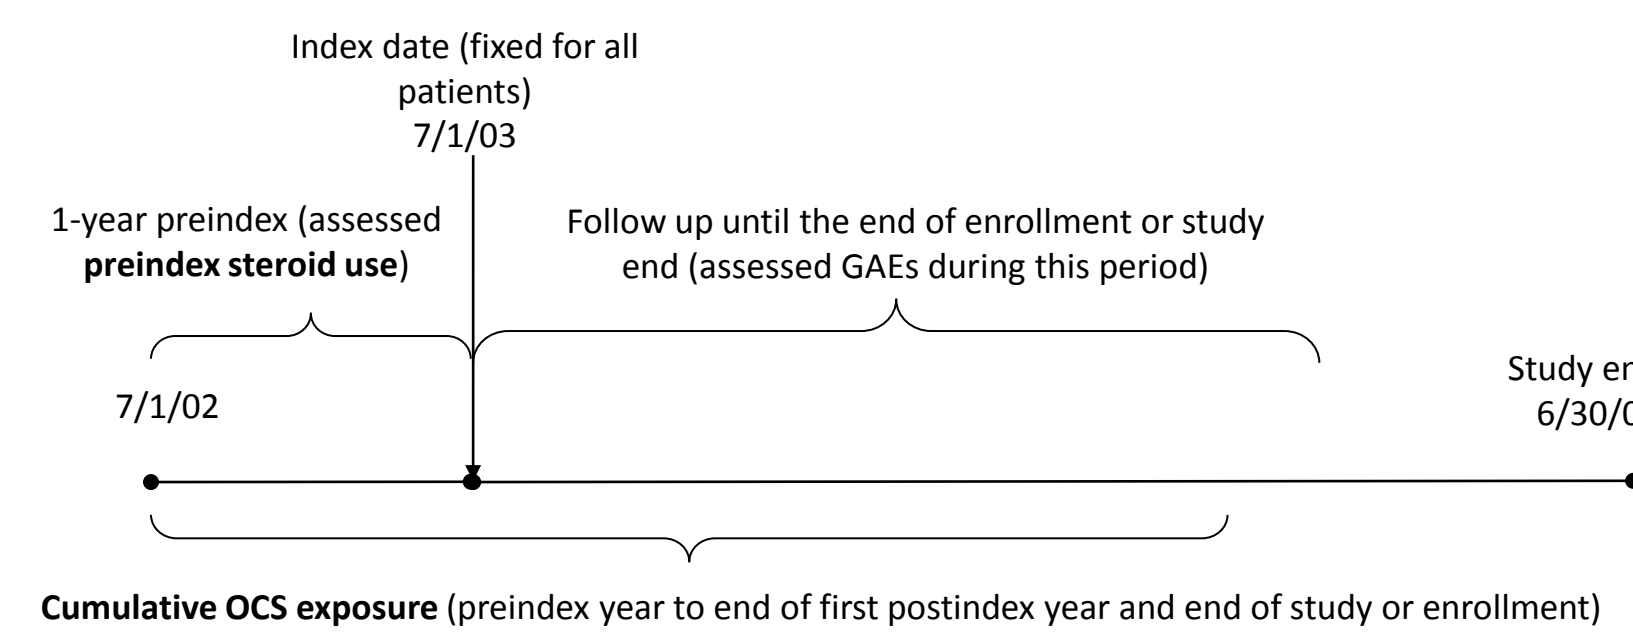 Index date (fixed for all
patients)
7/1/03
1-year preindex (assessed
preindex steroid use)
Follow up until the end of enrollment or study
end (assessed GAEs during this period)
7/1/02
Study
Cumulative OCS exposure (preindex year to end of first postindex year and end of study or enrollment)